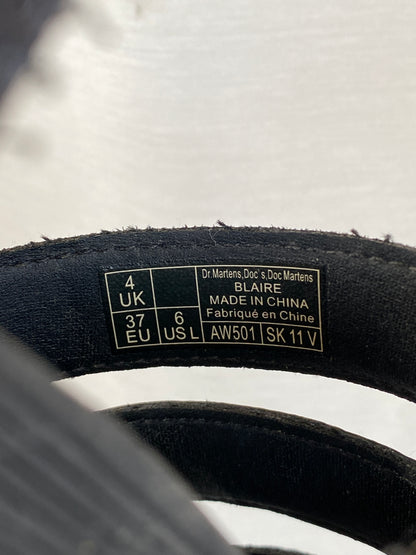 4
UK
37
EU
6
US L
Dr.Martens,Doc's,Doc Martens
BLAIRE
MADE IN CHINA
Fabriqué en Chine
AW501
SK 11 V